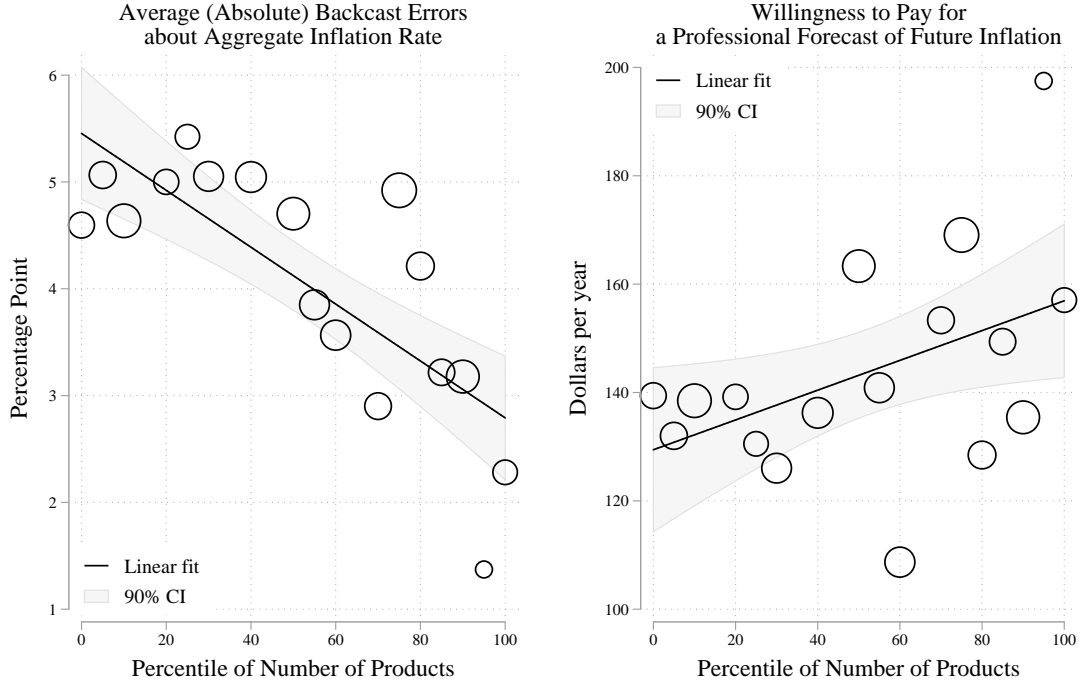 Average (Absolute) Backcast Errors
about Aggregate Inflation Rate
6
5
4
3
2
1
Percentage Point
Linear fit
90% CI
0 20 40 60 80 100
Percentile of Number of Products
Willingness to Pay for
a Professional Forecast of Future Inflation
200
180
160
140
120
100
Dollars per year
Linear fit
90% CI
0 20 40 60 80 100
Percentile of Number of Products